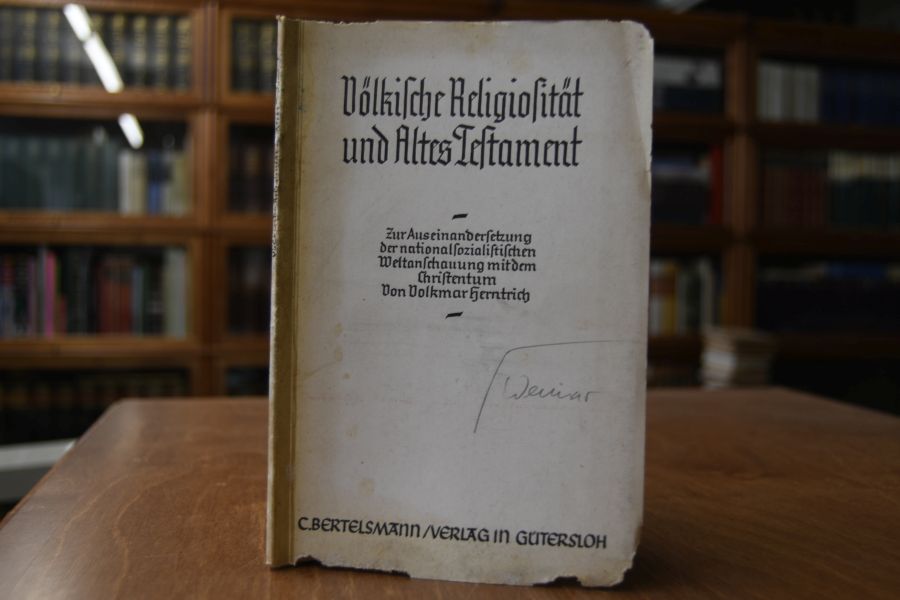 Völkische Religiosität
und Altes Testament
Zur Auseinandersetzung
der nationalsozialistischen
Weltanschauung mit dem
Christentum
Von Volkmar Herntrich
C. BERTELSMANN / VERLAG IN GÜTERSLOH